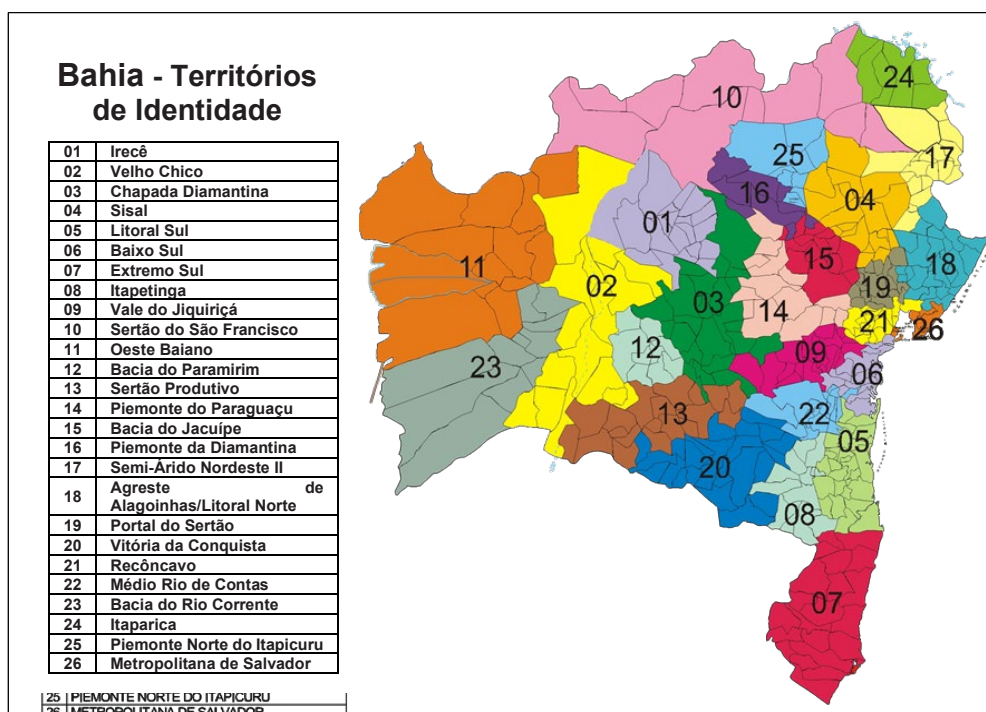 Bahia - Territórios
de Identidade
01 Irecê
02 Velho Chico
03 Chapada Diamantina
04 Sisal
05 Litoral Sul
06 Baixo Sul
07 Extremo Sul
08 Itapetinga
09 Vale do Jiquiriçá
10 Sertão do São Francisco
11 Oeste Baiano
12 Bacia do Paramirim
13 Sertão Produtivo
14 Piemonte do Paraguaçu
15 Bacia do Jacuípe
16 Piemonte da Diamantina
17 Semi-Árido Nordeste II
18 Agreste de
Alagoinhas/Litoral Norte
19 Portal do Sertão
20 Vitória da Conquista
21 Recôncavo
22 Médio Rio de Contas
23 Bacia do Rio Corrente
24 Itaparica
25 Piemonte Norte do Itapicuru
26 Metropolitana de Salvador
25 PIEMONTE NORTE DO ITAPICURU
26 METROPOLITANA DE SALVADOR
24
10
25
17
16
04
01
15
18
11
02
19
03
14
21
26
12
09
23
06
13
22
05
20
08
07